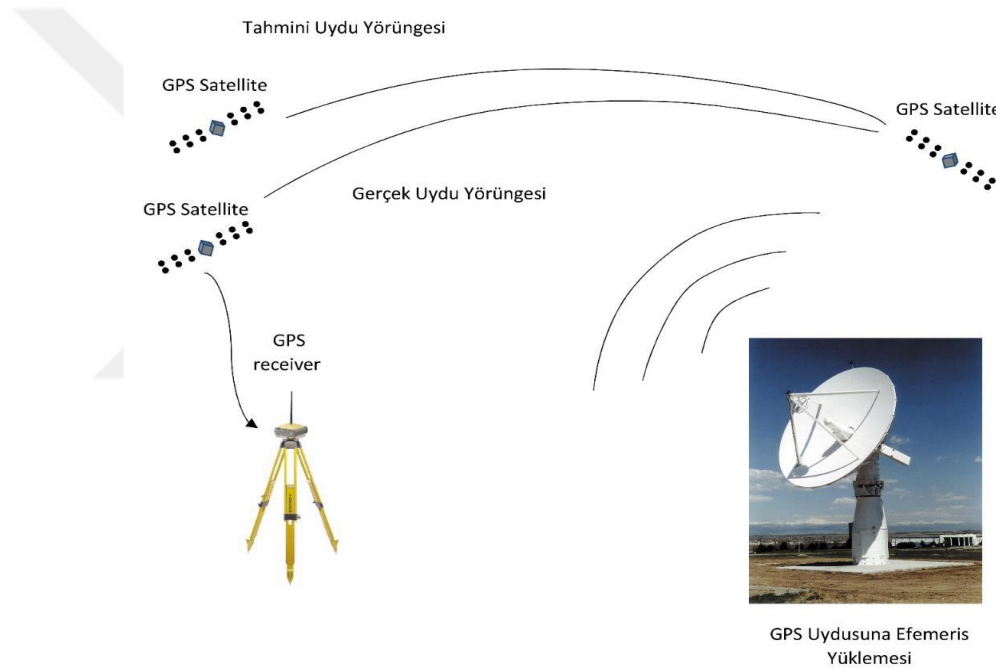 Tahmini Uydu Yörüngesi
GPS Satellite
GPS Satellite
Gerçek Uydu Yörüngesi
GPS Satellite
GPS
receiver
GPS Uydusuna Efemeris
Yüklemesi